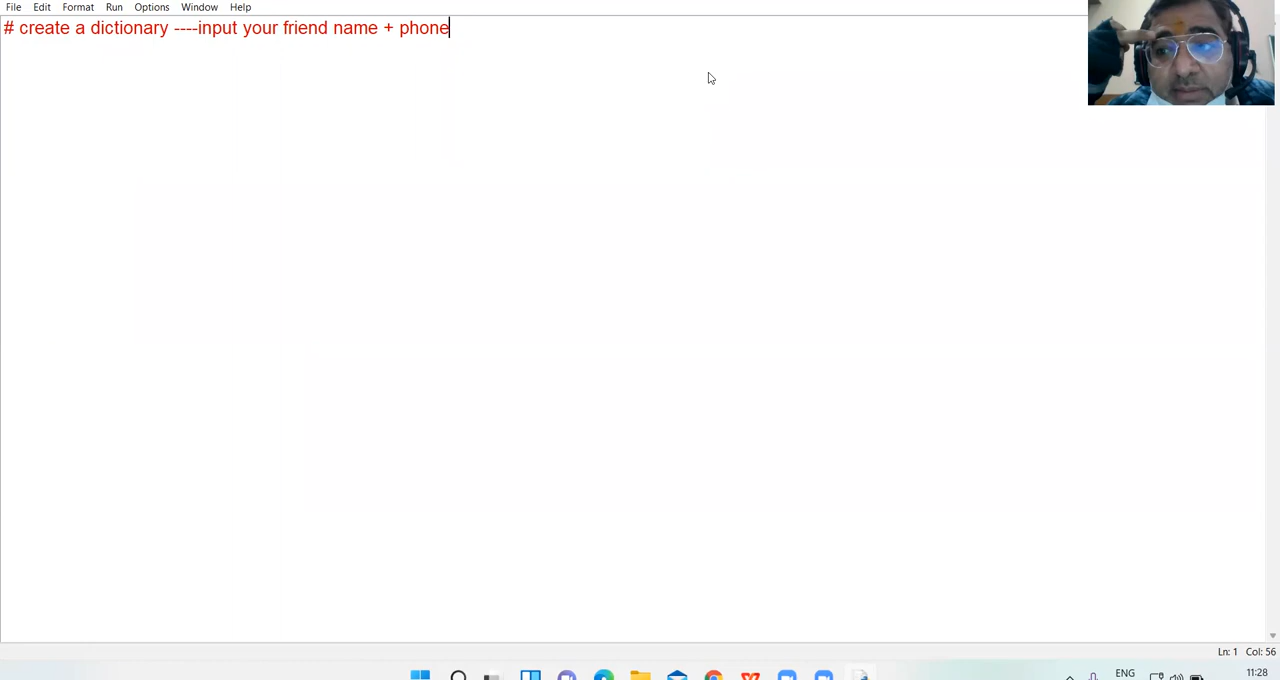 File Edit Format Run Options Window Help
# create a dictionary ----input your friend name + phone
Ln: 1 Col: 56
ENG
11:28